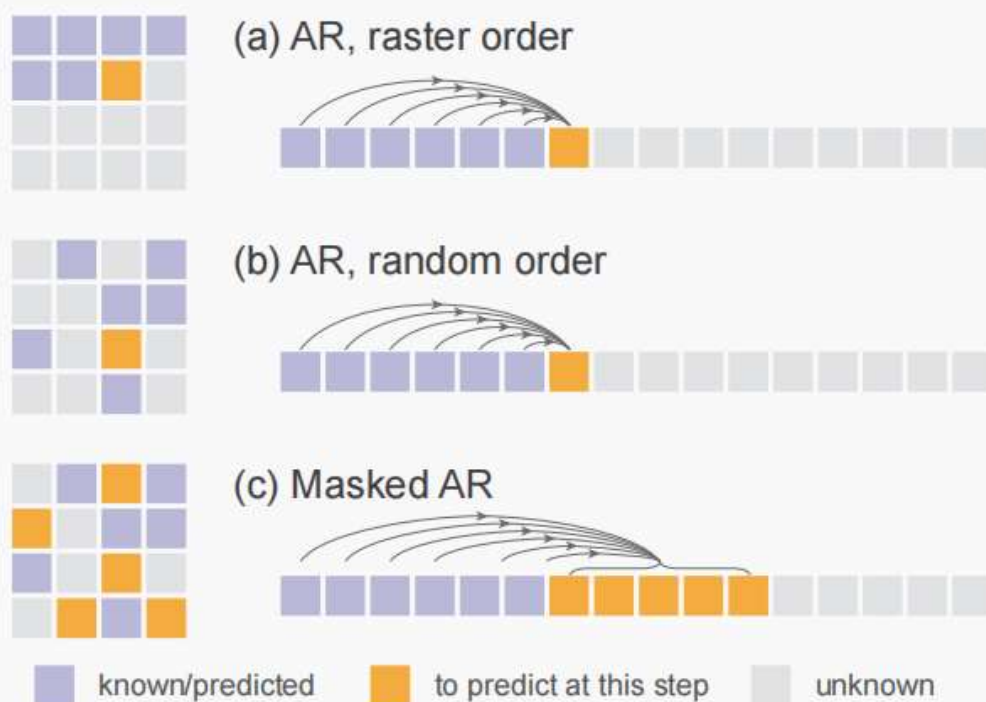 (a) AR, raster order
(b) AR, random order
(c) Masked AR
known/predicted to predict at this step unknown